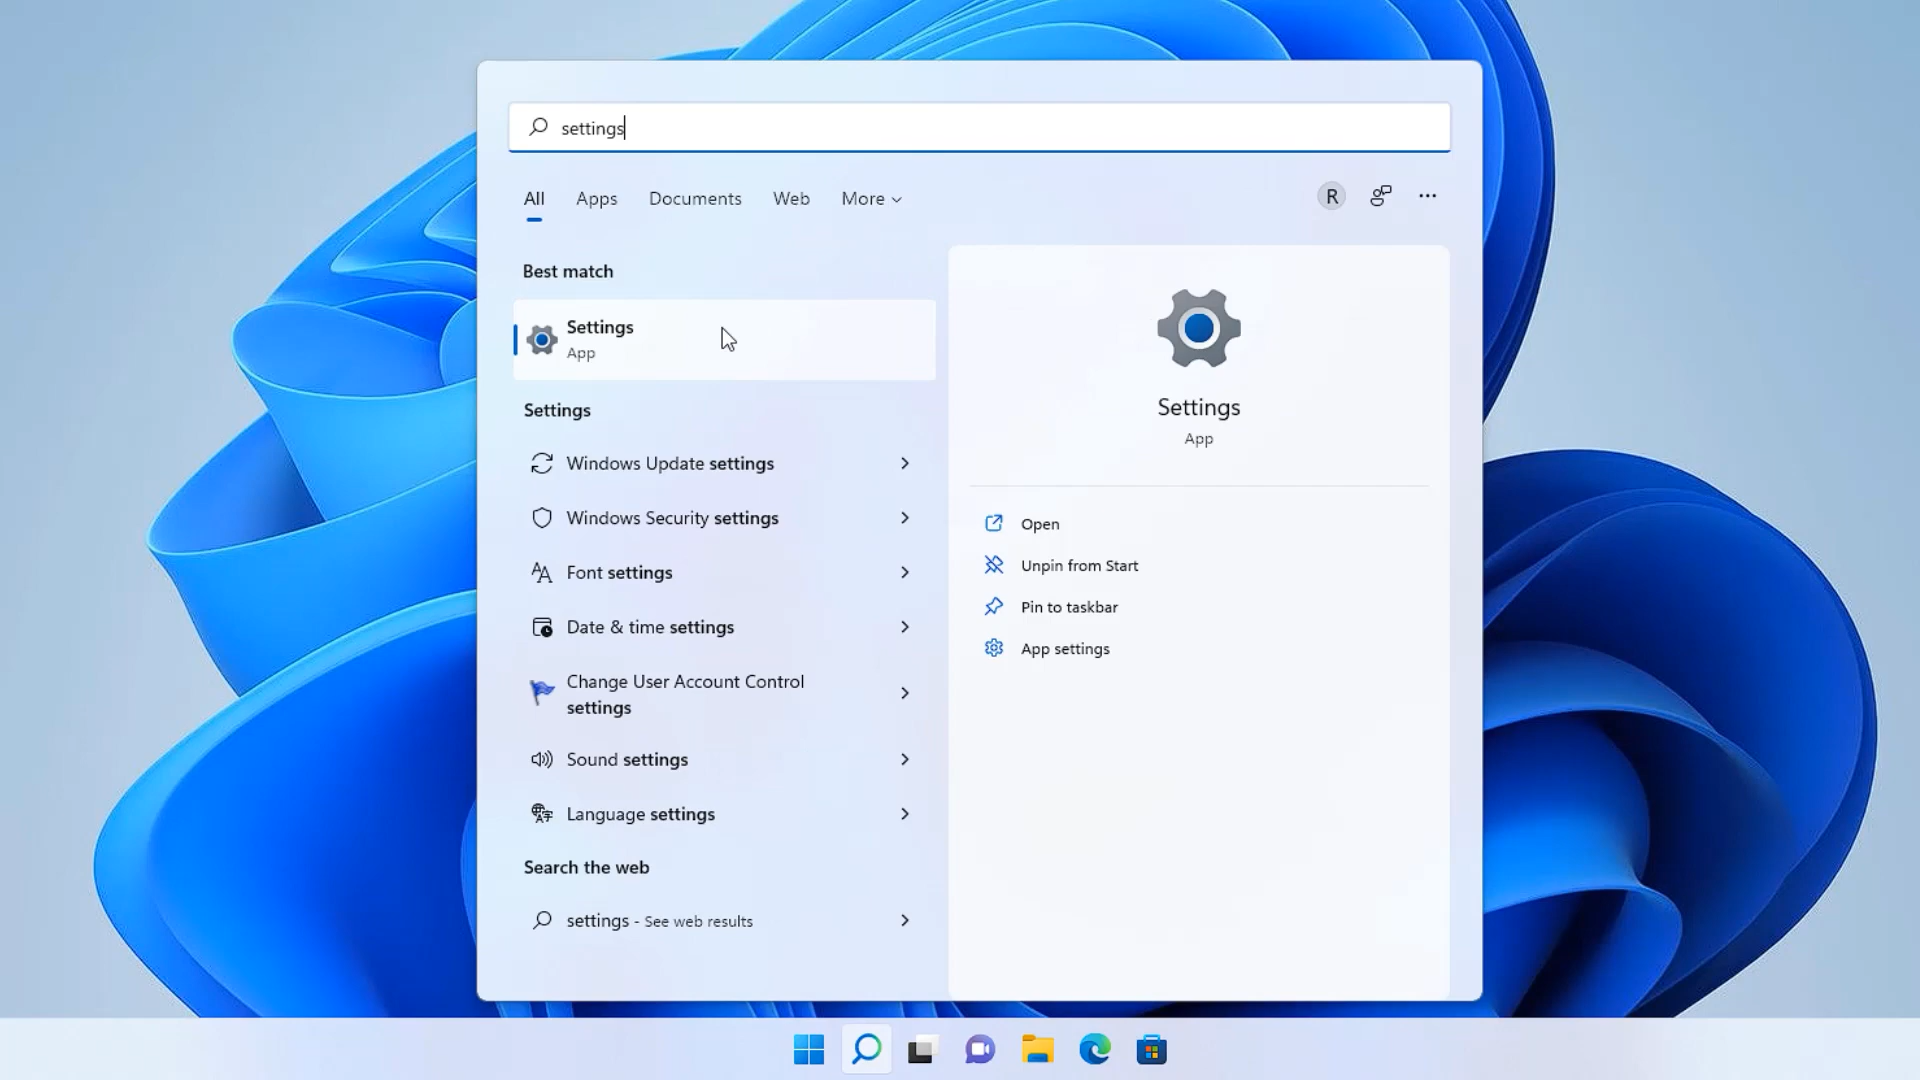 settings
All Apps Documents Web More
R
Best match
Settings
App
Settings
Windows Update settings
Windows Security settings
Font settings
Date & time settings
Change User Account Control
settings
Sound settings
Language settings
Search the web
settings - See web results
Settings
App
Open
Unpin from Start
Pin to taskbar
App settings